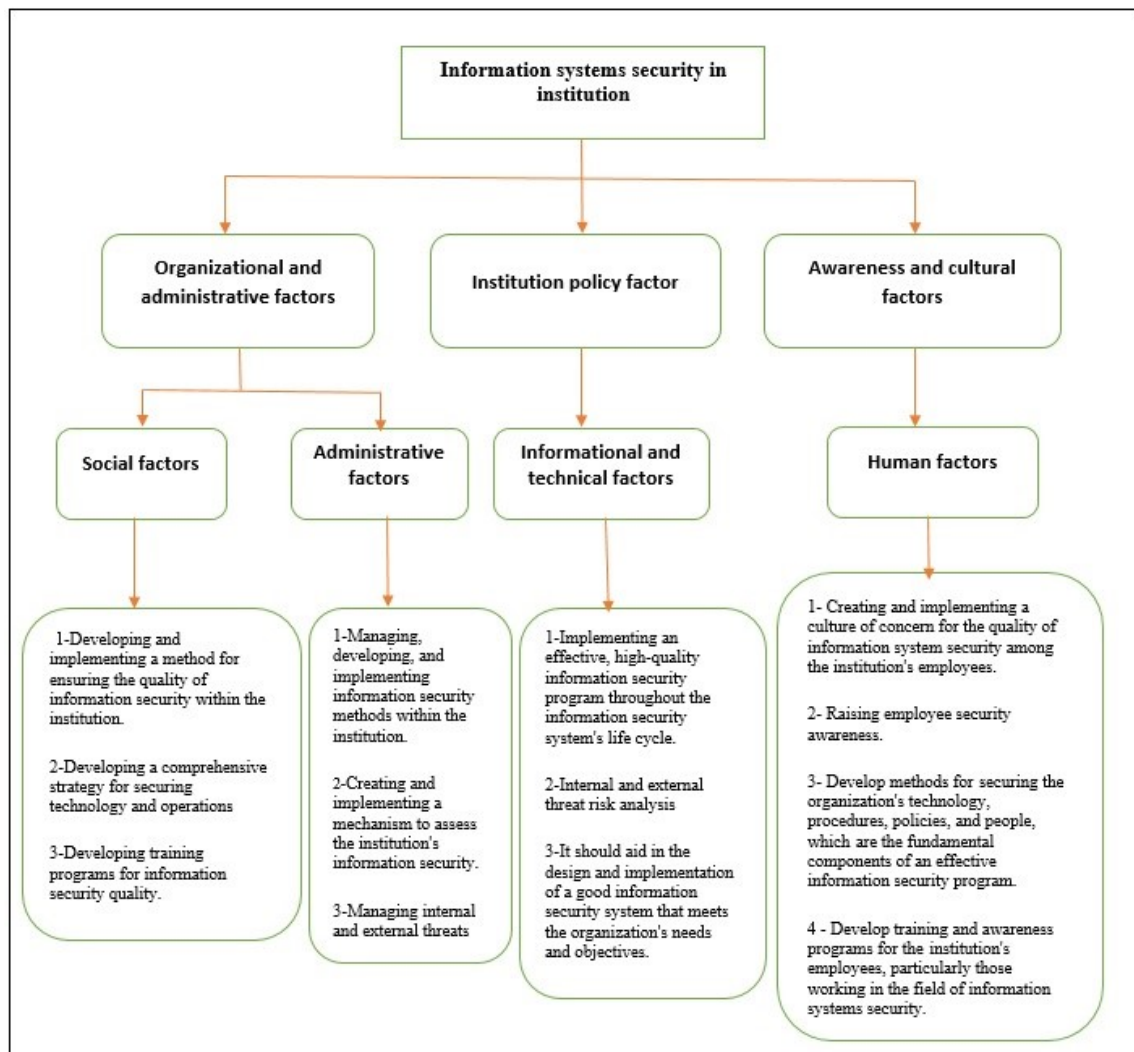 Information systems security in
institution
Organizational and
administrative factors
Institution policy factor
Awareness and cultural
factors
Social factors
Administrative
factors
Informational and
technical factors
Human factors
1-Developing and
implementing a method for
ensuring the quality of
information security within the
institution.
2-Developing a comprehensive
strategy for securing
technology and operations
3-Developing training
programs for information
security quality.
1-Managing,
developing, and
implementing
information security
methods within the
institution.
2-Creating and
implementing a
mechanism to assess
the institution's
information security.
3-Managing internal
and external threats
1-Implementing an
effective, high-quality
information security
program throughout the
information security
system's life cycle.
2-Internal and external
threat risk analysis
3-It should aid in the
design and implementation
of a good information
security system that meets
the organization's needs
and objectives.
1- Creating and implementing a
culture of concern for the quality of
information system security among
the institution's employees.
2- Raising employee security
awareness.
3- Develop methods for securing the
organization's technology,
procedures, policies, and people,
which are the fundamental
components of an effective
information security program.
4 - Develop training and awareness
programs for the institution's
employees, particularly those
working in the field of information
systems security.